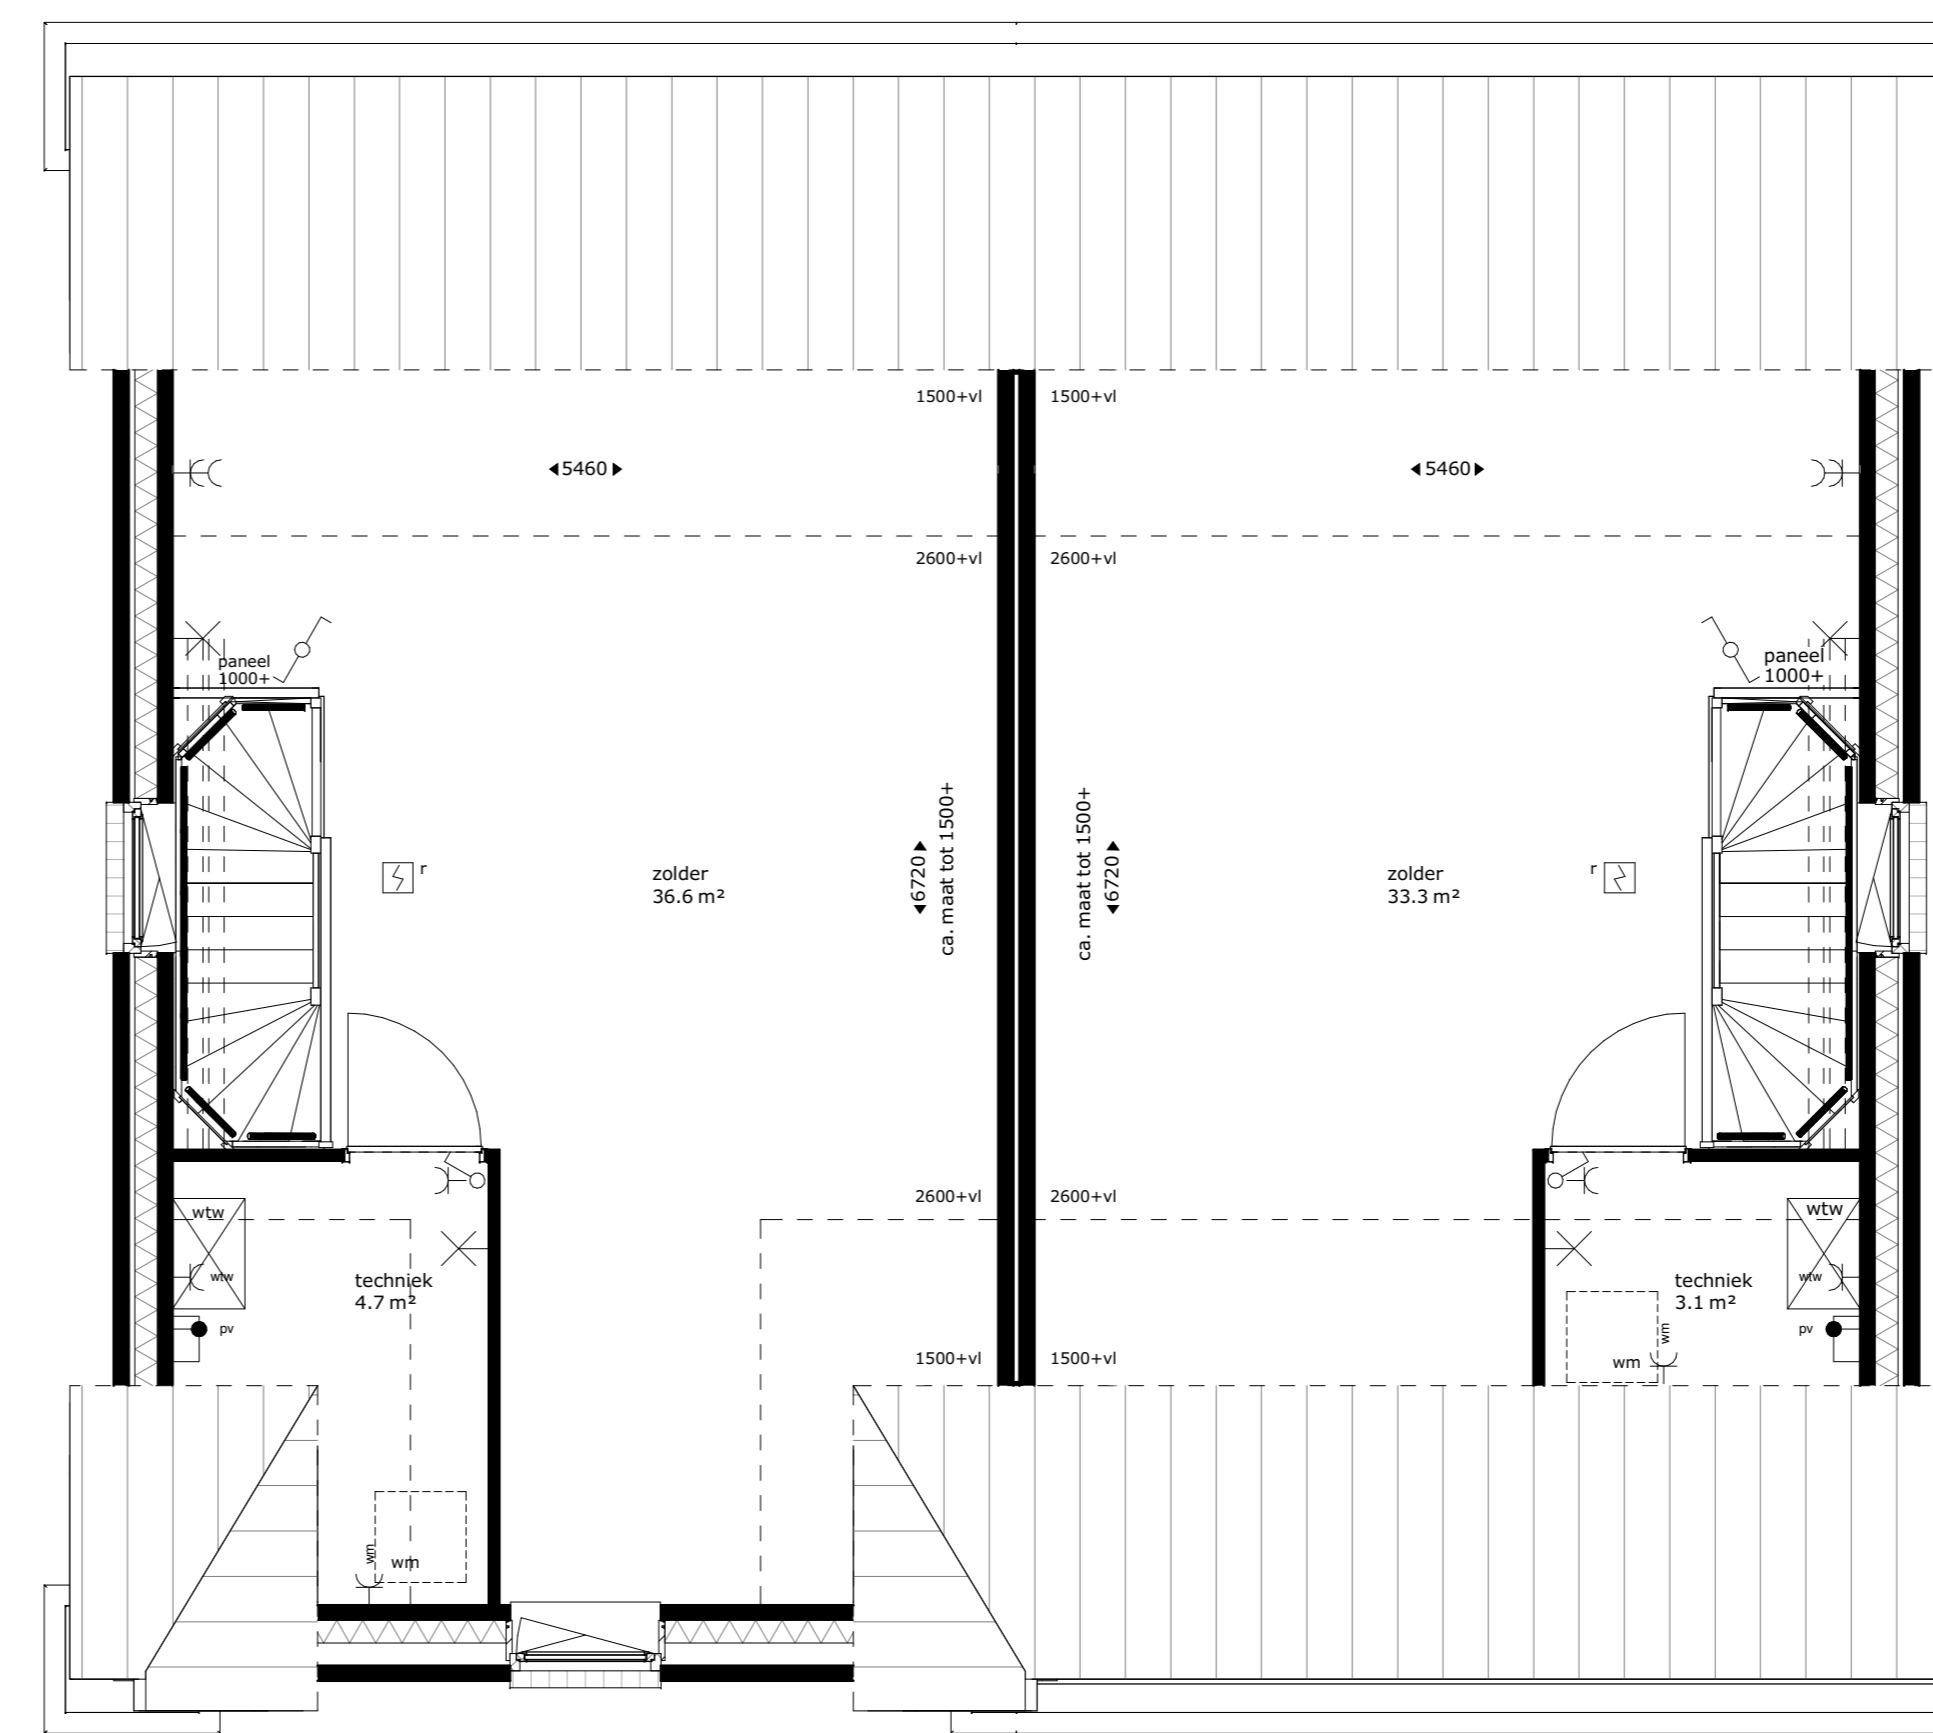 1500+vl
1500+vl
5460
5460
2600+vl
2600+vl
paneel
1000+
paneel
1000+
r
zolder
36.6 m²
6720
ca. maat tot 1500+
ca. maat tot 1500+
6720
zolder
33.3 m²
r
2600+vl
2600+vl
wtw
wtw
wtw
wtw
techniek
4.7 m²
techniek
3.1 m²
pv
pv
1500+vl
1500+vl
wm
wm
wm
wm